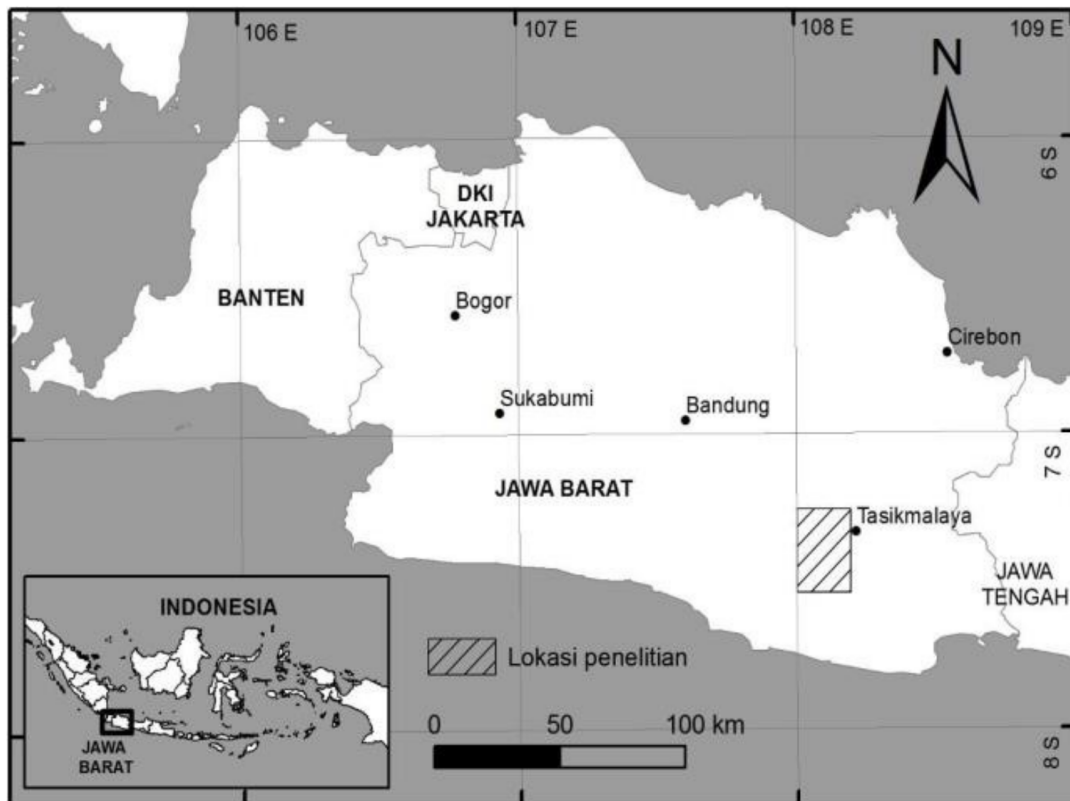 106 E
107 E
108 E
109 E
N
6 S
DKI
JAKARTA
BANTEN
Bogor
Cirebon
Sukabumi
Bandung
7 S
JAWA BARAT
Tasikmalaya
JAWA
TENGAH
INDONESIA
JAWA
BARAT
Lokasi penelitian
0 50 100 km
8 S